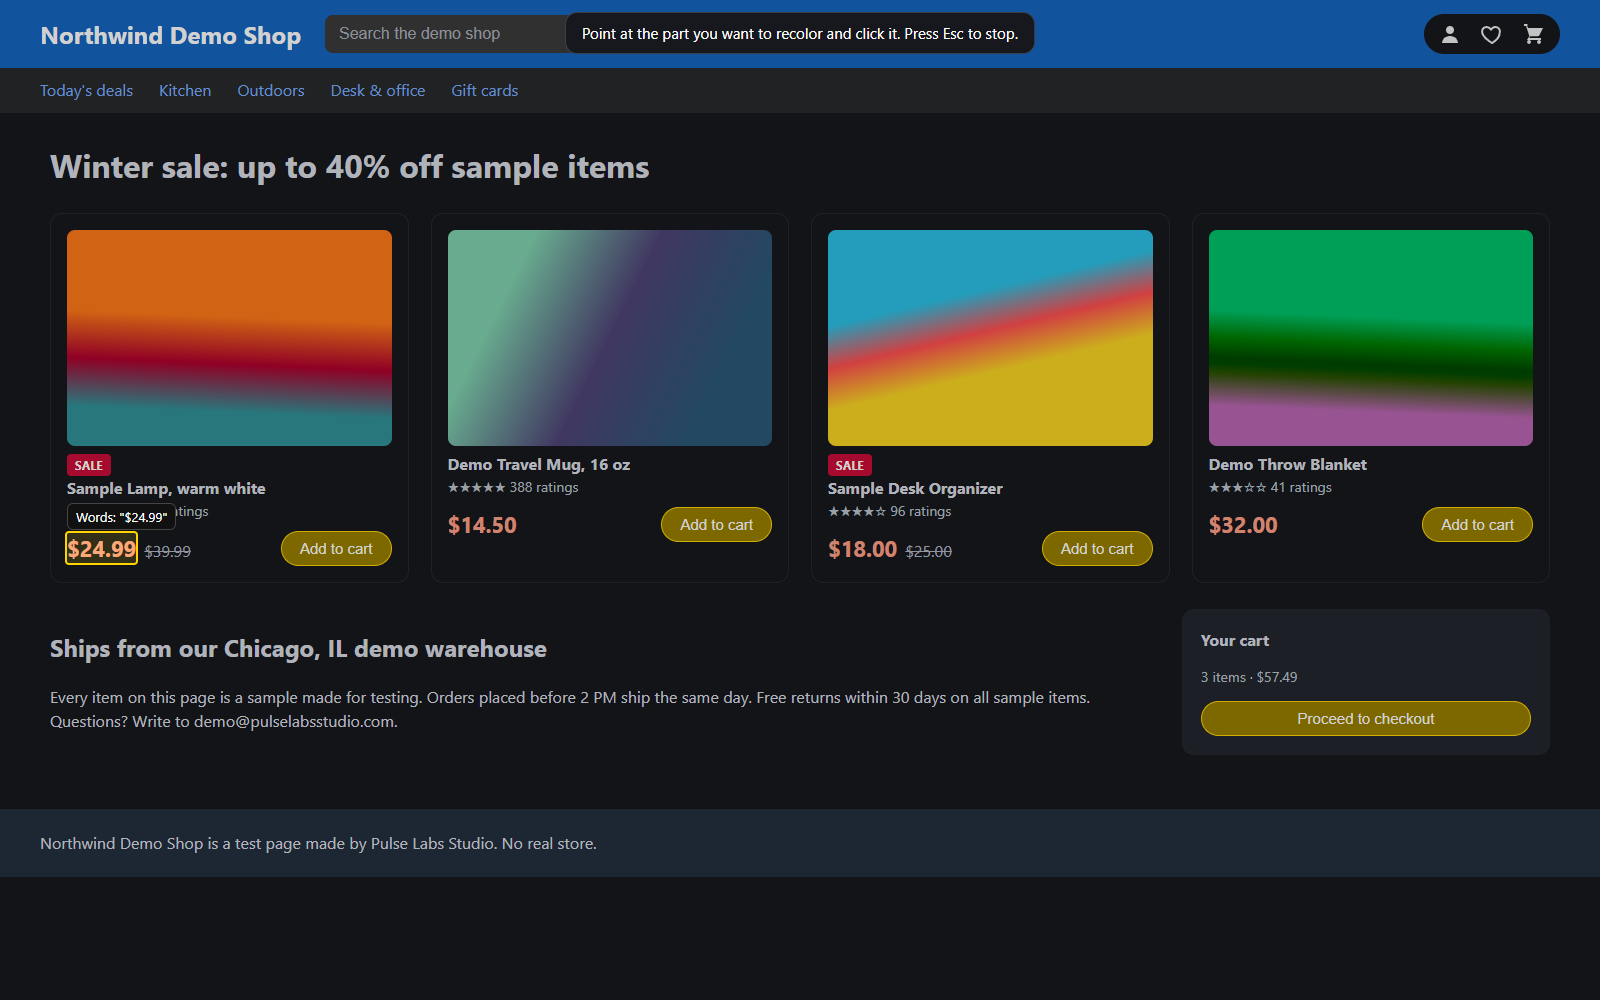 Northwind Demo Shop
Search the demo shop
Point at the part you want to recolor and click it. Press Esc to stop.
Today's deals
Kitchen
Outdoors
Desk & office
Gift cards
Winter sale: up to 40% off sample items
SALE
Sample Lamp, warm white
Words: "$24.99"
$24.99 $39.99
Add to cart
Demo Travel Mug, 16 oz
★★★★★ 388 ratings
$14.50
Add to cart
SALE
Sample Desk Organizer
★★★★☆ 96 ratings
$18.00 $25.00
Add to cart
Demo Throw Blanket
★★★☆☆ 41 ratings
$32.00
Add to cart
Ships from our Chicago, IL demo warehouse
Every item on this page is a sample made for testing. Orders placed before 2 PM ship the same day. Free returns within 30 days on all sample items.
Questions? Write to demo@pulselabsstudio.com.
Your cart
3 items · $57.49
Proceed to checkout
Northwind Demo Shop is a test page made by Pulse Labs Studio. No real store.